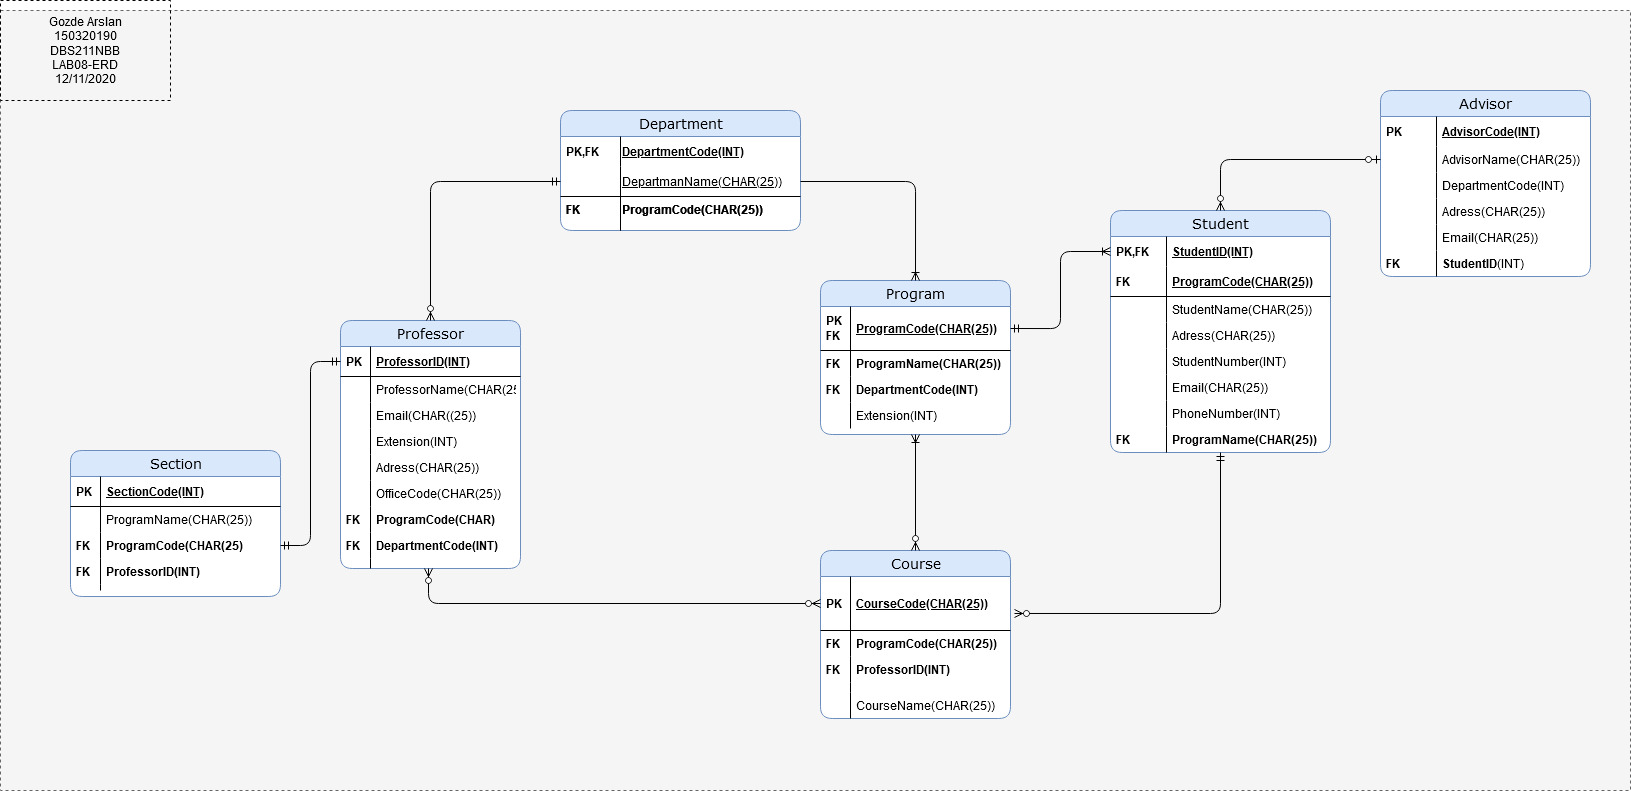 Gozde Arslan
150320190
DBS211NBB
LAB08-ERD
12/11/2020
Department
PK,FK DepartmentCode(INT)
DepartmanName(CHAR(25))
FK ProgramCode(CHAR(25))
Advisor
PK AdvisorCode(INT)
AdvisorName(CHAR(25))
DepartmentCode(INT)
Adress(CHAR(25))
Email(CHAR(25))
FK StudentID(INT)
Student
PK,FK StudentID(INT)
FK ProgramCode(CHAR(25))
StudentName(CHAR(25))
Adress(CHAR(25))
StudentNumber(INT)
Email(CHAR(25))
PhoneNumber(INT)
FK ProgramName(CHAR(25))
Program
PK
FK ProgramCode(CHAR(25))
FK ProgramName(CHAR(25))
FK DepartmentCode(INT)
Extension(INT)
Professor
PK ProfessorID(INT)
ProfessorName(CHAR(25
Email(CHAR((25))
Extension(INT)
Adress(CHAR(25))
OfficeCode(CHAR(25))
FK ProgramCode(CHAR)
FK DepartmentCode(INT)
Section
PK SectionCode(INT)
ProgramName(CHAR(25))
FK ProgramCode(CHAR(25)
FK ProfessorID(INT)
Course
PK CourseCode(CHAR(25))
FK ProgramCode(CHAR(25))
FK ProfessorID(INT)
CourseName(CHAR(25))